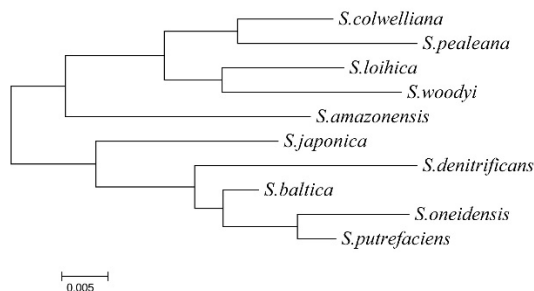 S.colwelliana
S.pealeana
S.loihica
S.woodyi
S.amazonensis
S.japonica
S.denitrificans
S.baltica
S.oneidensis
S.putrefaciens
0.005